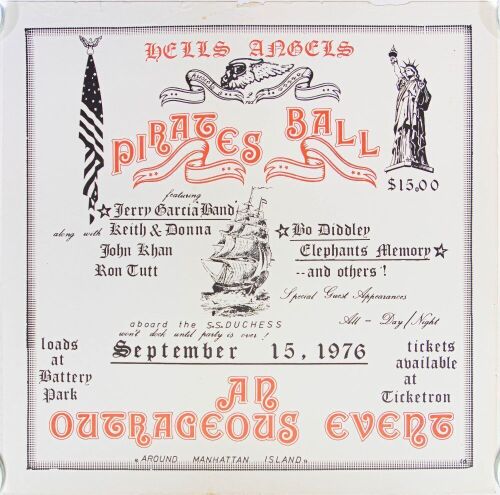 HELLS ANGELS
PIRATES BALL
$15.00
featuring
Jerry Garcia Band
along with Keith & Donna
John Khan
Ron Tutt
Bo Diddley
Elephants Memory
--and others!
Special Guest Appearances
All - Day/Night
aboard the S.S. DUCHESS
won't dock until party is over!
September 15, 1976
loads
at
Battery
Park
tickets
available
at
Ticketron
AN
OUTRAGEOUS EVENT
AROUND MANHATTAN ISLAND